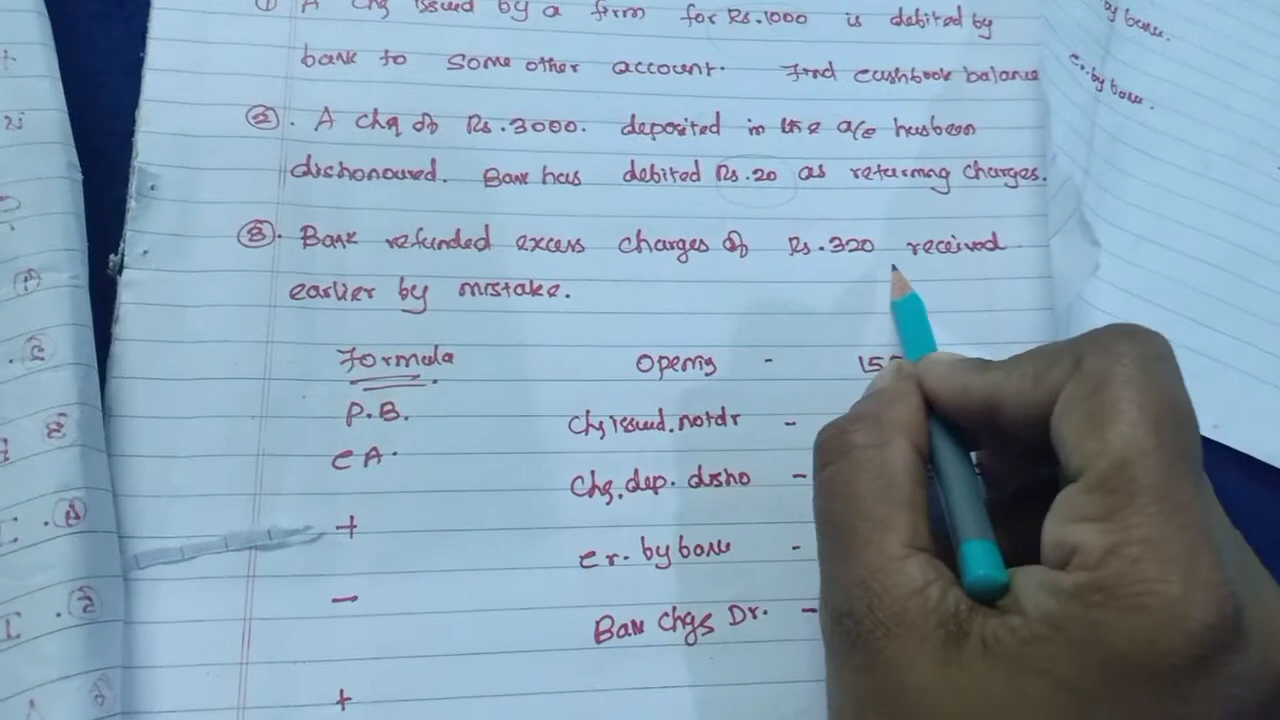 ① A chq issued by a firm for Rs.1000 is debited by
bank to some other account. Find cashbook balance
②. A chq of Rs.3000. deposited in the a/c has been
dishonoured. Bank has debited Rs.20 as returning charges.
③. Bank refunded excess charges of Rs.320 received
earlier by mistake.
Formula Opening - 15
P.B. Chq issued. not dr -
CA. Chq. dep. disho -
+ cr. by bank -
- Bank Chgs Dr. -
+
by bank.
cr. by bank.